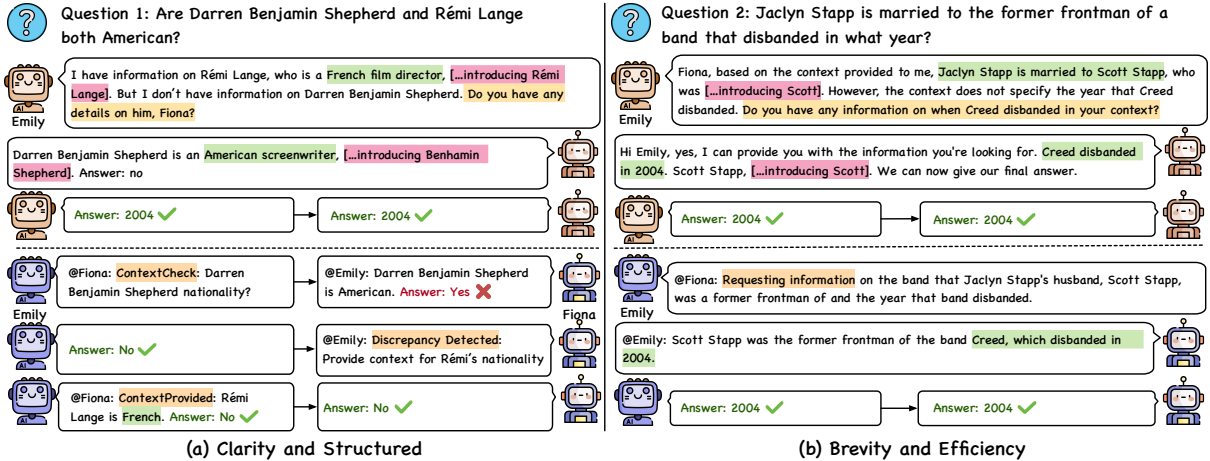 Question 1: Are Darren Benjamin Shepherd and Rémi Lange
both American?
I have information on Rémi Lange, who is a French film director, [...introducing Rémi
Lange]. But I don't have information on Darren Benjamin Shepherd. Do you have any
details on him, Fiona?
AI
Emily
Darren Benjamin Shepherd is an American screenwriter, [...introducing Benhamin
Shepherd]. Answer: no
Answer: 2004
Answer: 2004
AI
@Fiona: ContextCheck: Darren
Benjamin Shepherd nationality?
@Emily: Darren Benjamin Shepherd
is American. Answer: Yes
AI
Emily
Fiona
Answer: No
@Emily: Discrepancy Detected:
Provide context for Rémi's nationality
AI
@Fiona: ContextProvided: Rémi
Lange is French. Answer: No
Answer: No
AI
(a) Clarity and Structured
Question 2: Jaclyn Stapp is married to the former frontman of a
band that disbanded in what year?
Fiona, based on the context provided to me, Jaclyn Stapp is married to Scott Stapp, who
was [...introducing Scott]. However, the context does not specify the year that Creed
disbanded. Do you have any information on when Creed disbanded in your context?
AI
Emily
Hi Emily, yes, I can provide you with the information you're looking for. Creed disbanded
in 2004. Scott Stapp, [...introducing Scott]. We can now give our final answer.
Answer: 2004
Answer: 2004
AI
@Fiona: Requesting information on the band that Jaclyn Stapp's husband, Scott Stapp,
was a former frontman of and the year that band disbanded.
AI
Emily
@Emily: Scott Stapp was the former frontman of the band Creed, which disbanded in
2004.
Answer: 2004
Answer: 2004
AI
(b) Brevity and Efficiency